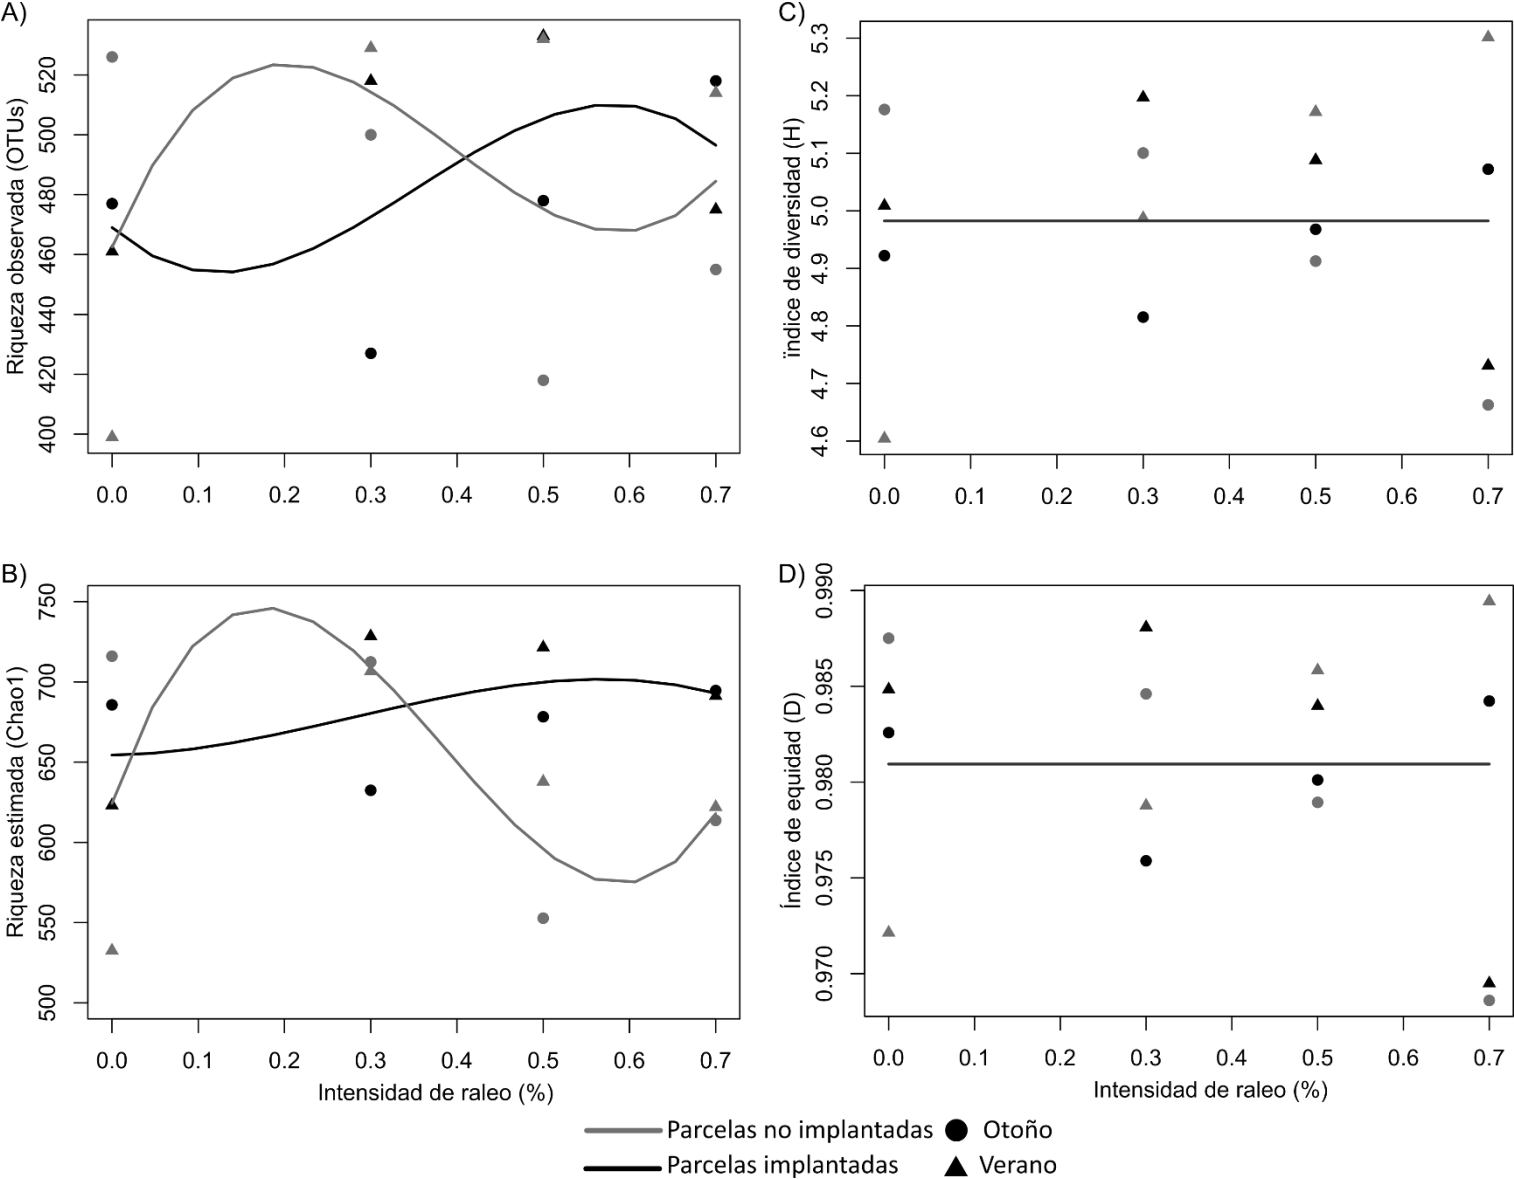 A)
Riqueza observada (OTUs)
520
500
480
460
440
420
400
0.0 0.1 0.2 0.3 0.4 0.5 0.6 0.7
C)
ïndice de diversidad (H)
5.3
5.2
5.1
5.0
4.9
4.8
4.7
4.6
0.0 0.1 0.2 0.3 0.4 0.5 0.6 0.7
B)
Riqueza estimada (Chao1)
750
700
650
600
550
500
0.0 0.1 0.2 0.3 0.4 0.5 0.6 0.7
Intensidad de raleo (%)
D)
Índice de equidad (D)
0.990
0.985
0.980
0.975
0.970
0.0 0.1 0.2 0.3 0.4 0.5 0.6 0.7
Intensidad de raleo (%)
Parcelas no implantadas Otoño
Parcelas implantadas Verano